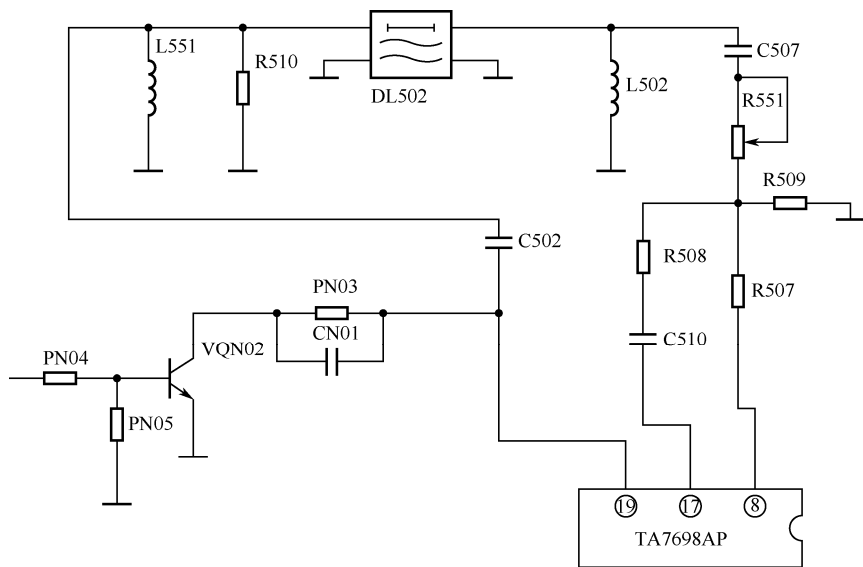 L551
R510
DL502
L502
C507
R551
R509
C502
R508
R507
PN03
CN01
C510
VQN02
PN04
PN05
19
17
8
TA7698AP